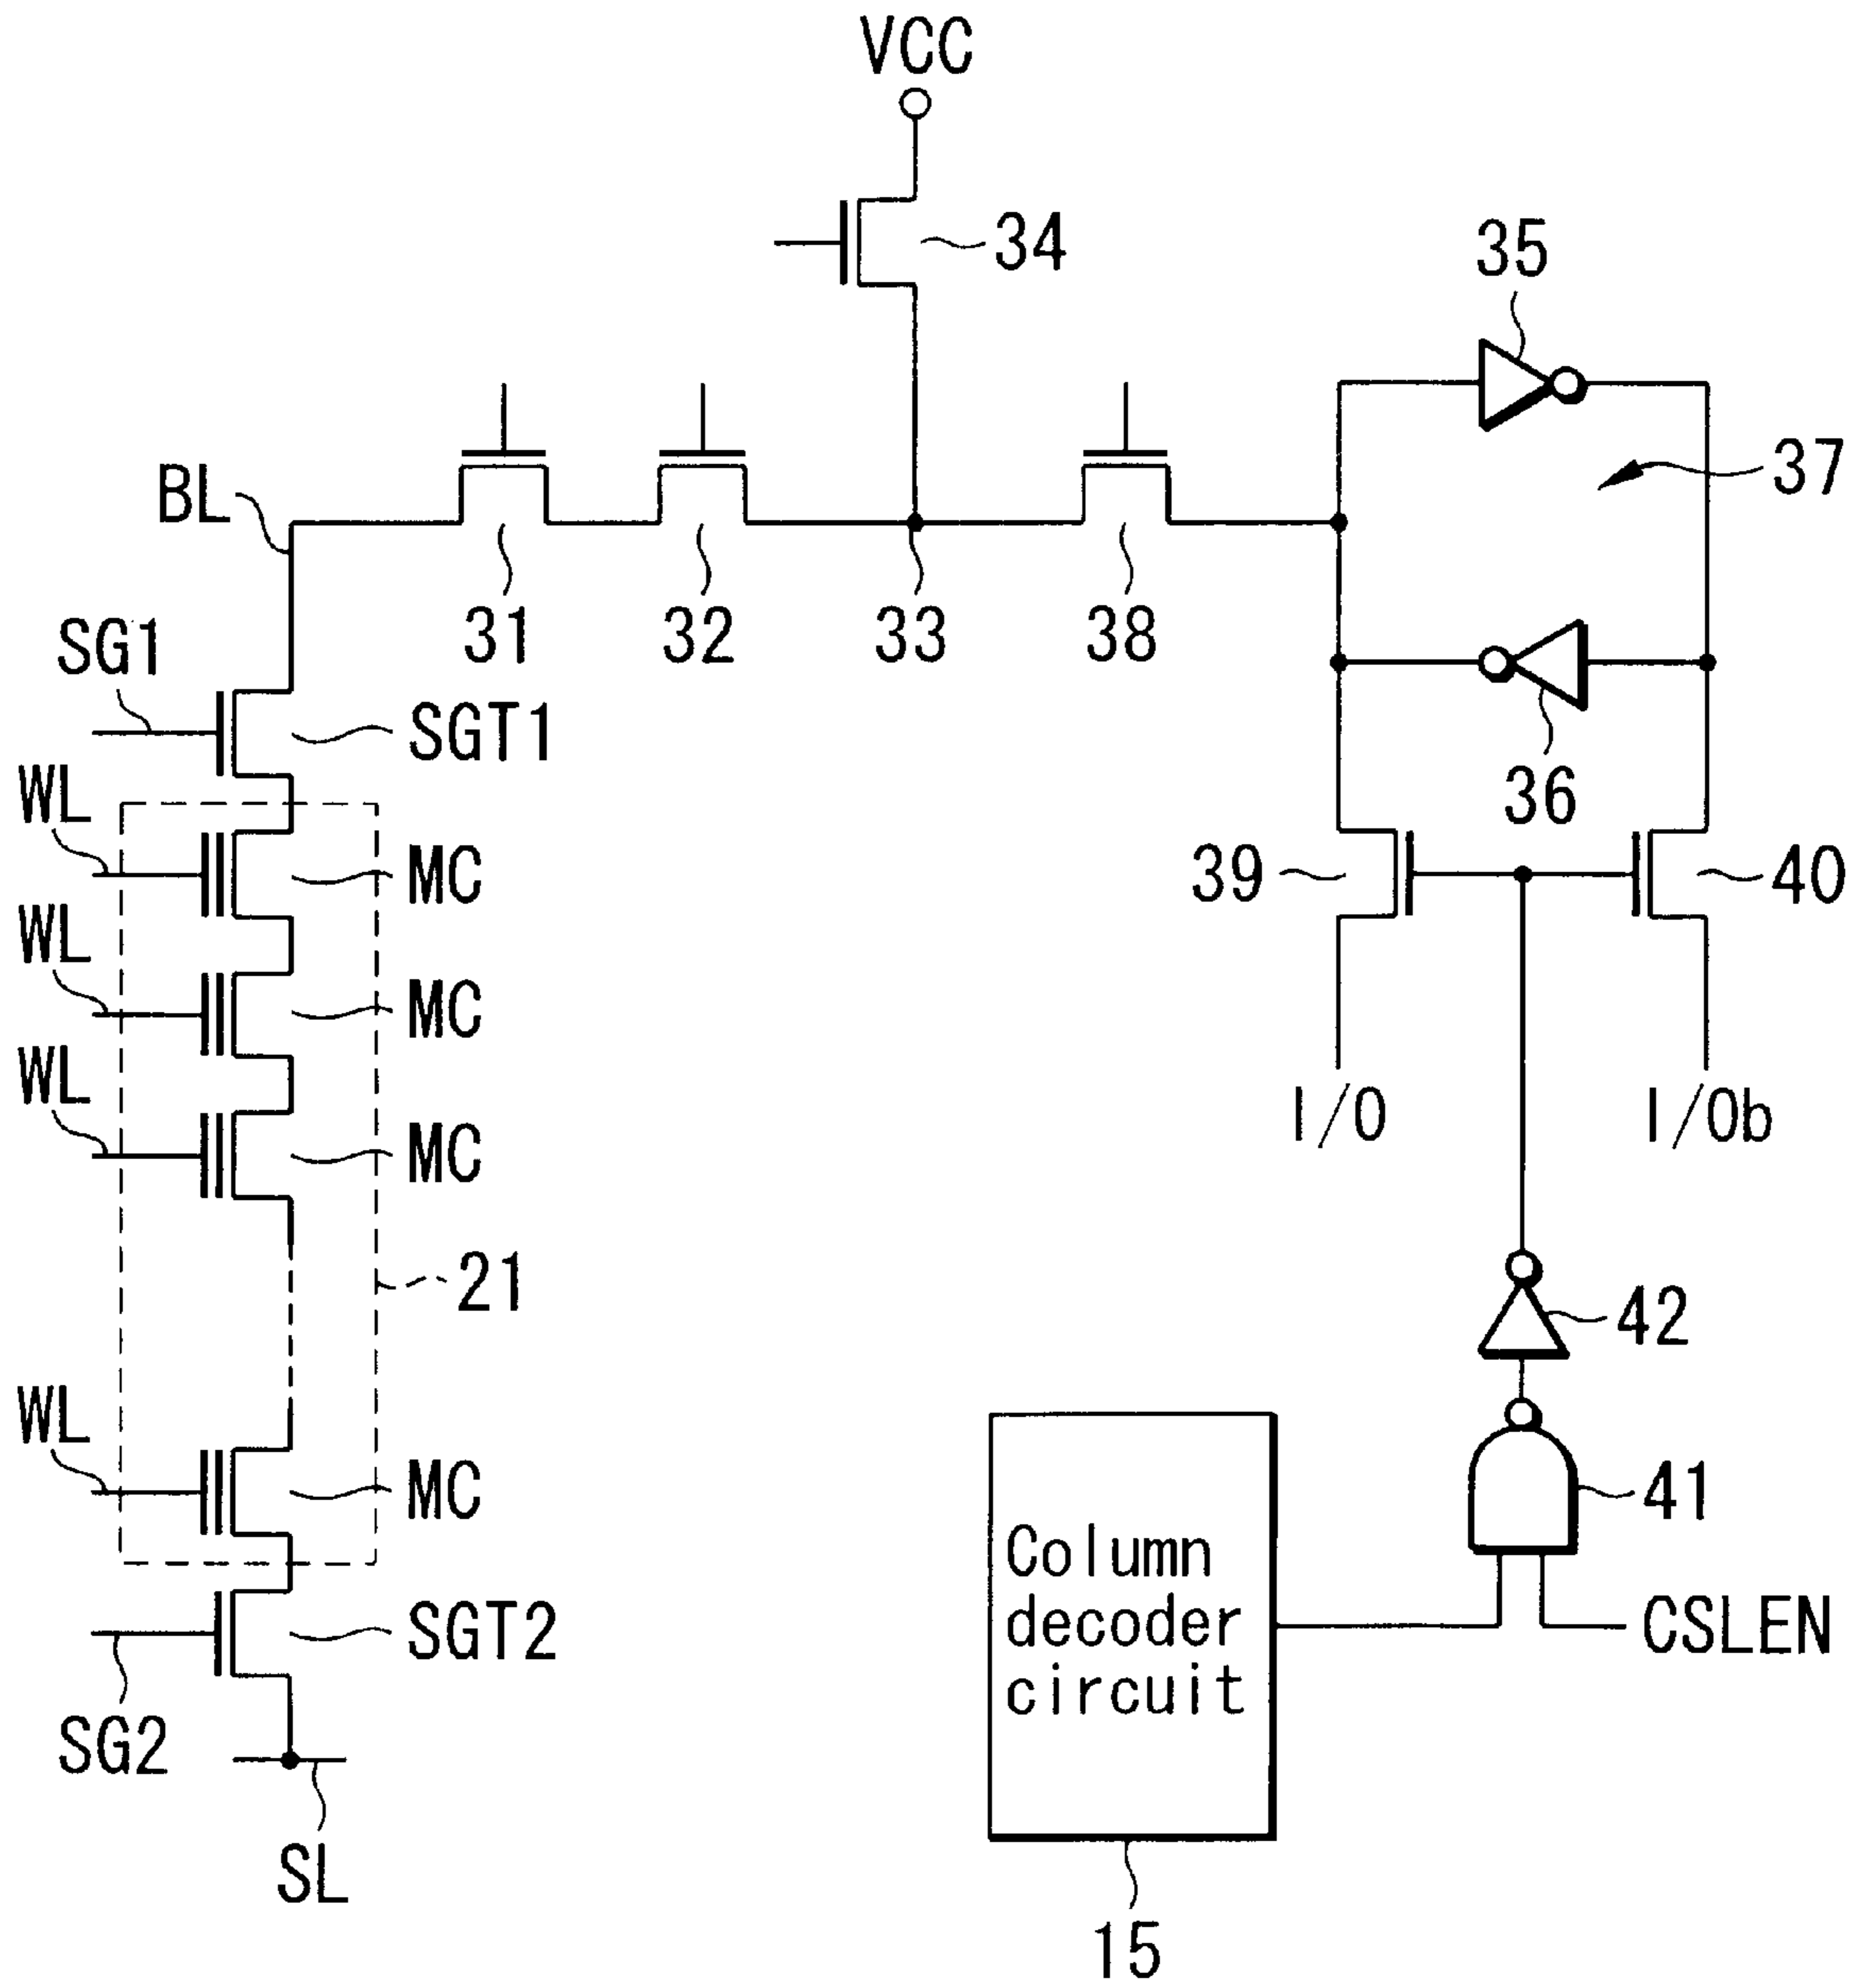 VCC
34
35
37
BL
31
32
33
38
SG1
SGT1
36
WL
MC
39
40
WL
MC
WL
MC
I/O
I/Ob
21
42
WL
MC
41
Column
decoder
circuit
CSLEN
SGT2
SG2
SL
15